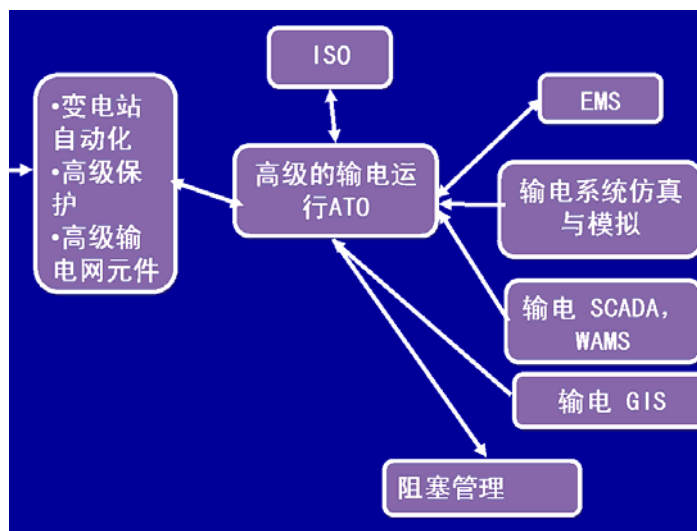 ISO
•变电站
自动化
•高级保
护
•高级输
电网元件
高级的输电运
行ATO
EMS
输电系统仿真
与模拟
输电 SCADA，
WAMS
输电 GIS
阻塞管理